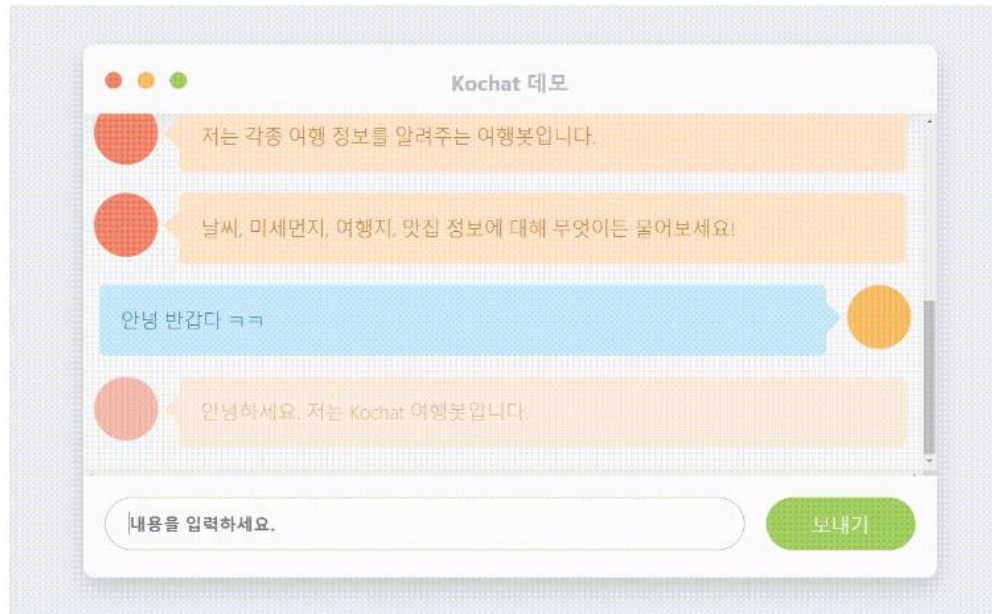 Kochat 데모
저는 각종 여행 정보를 알려주는 여행봇입니다.
날씨, 미세먼지, 여행지, 맛집 정보에 대해 무엇이든 물어보세요!
안녕 반갑다 ㅋㅋ
안녕하세요. 저는 Kochat 여행봇입니다.
내용을 입력하세요.
보내기